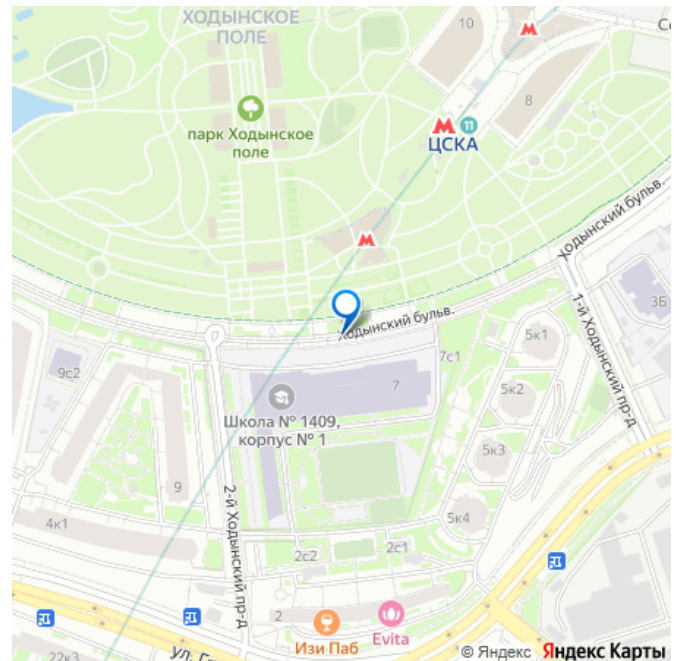 ХОДЫНСКОЕ
ПОЛЕ
10
8
парк Ходынское
поле
11
ЦСКА
Ходынский бульв.
Ходынский бульв.
1-й Ходынский пр-д
3Б
5к1
7с1
5к2
9с2
7
Школа № 1409,
корпус № 1
5к3
9
2-й Ходынский пр-д
5к4
4к1
2с2
2с1
2
Изи Паб
Evita
22к3
© Яндекс Яндекс Карты